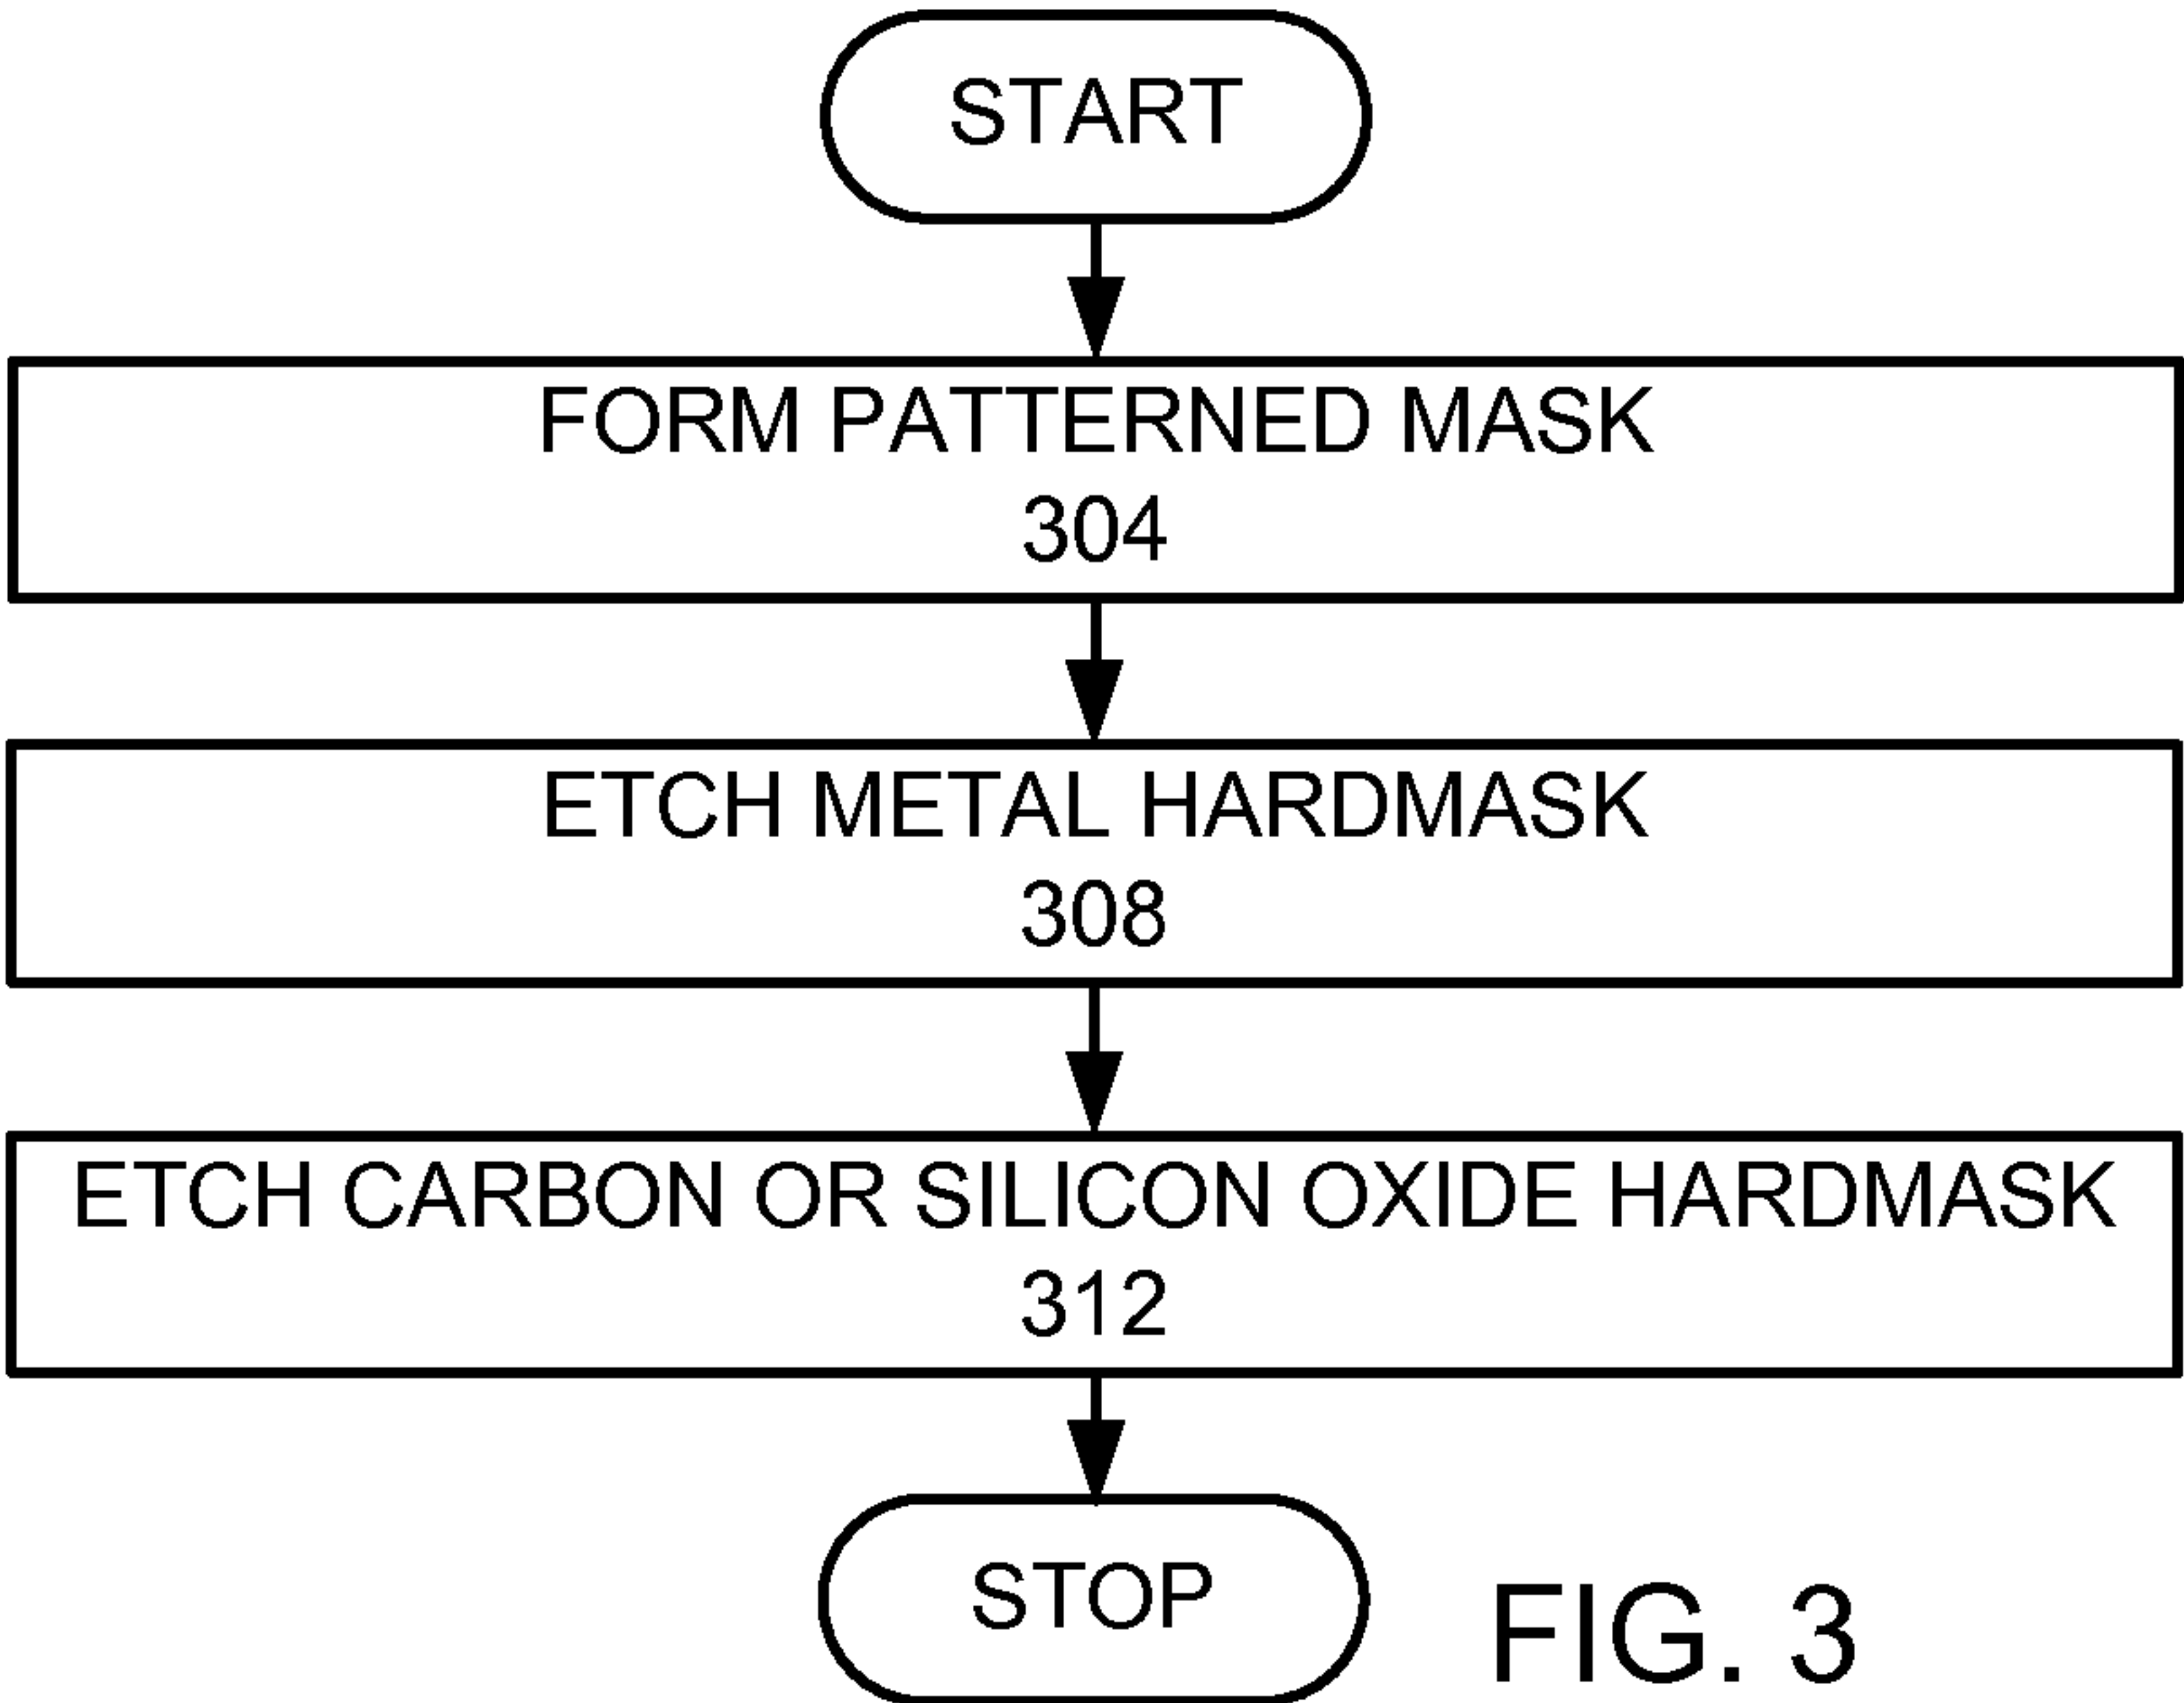 START
FORM PATTERNED MASK
304
ETCH METAL HARDMASK
308
ETCH CARBON OR SILICON OXIDE HARDMASK
312
STOP
FIG. 3